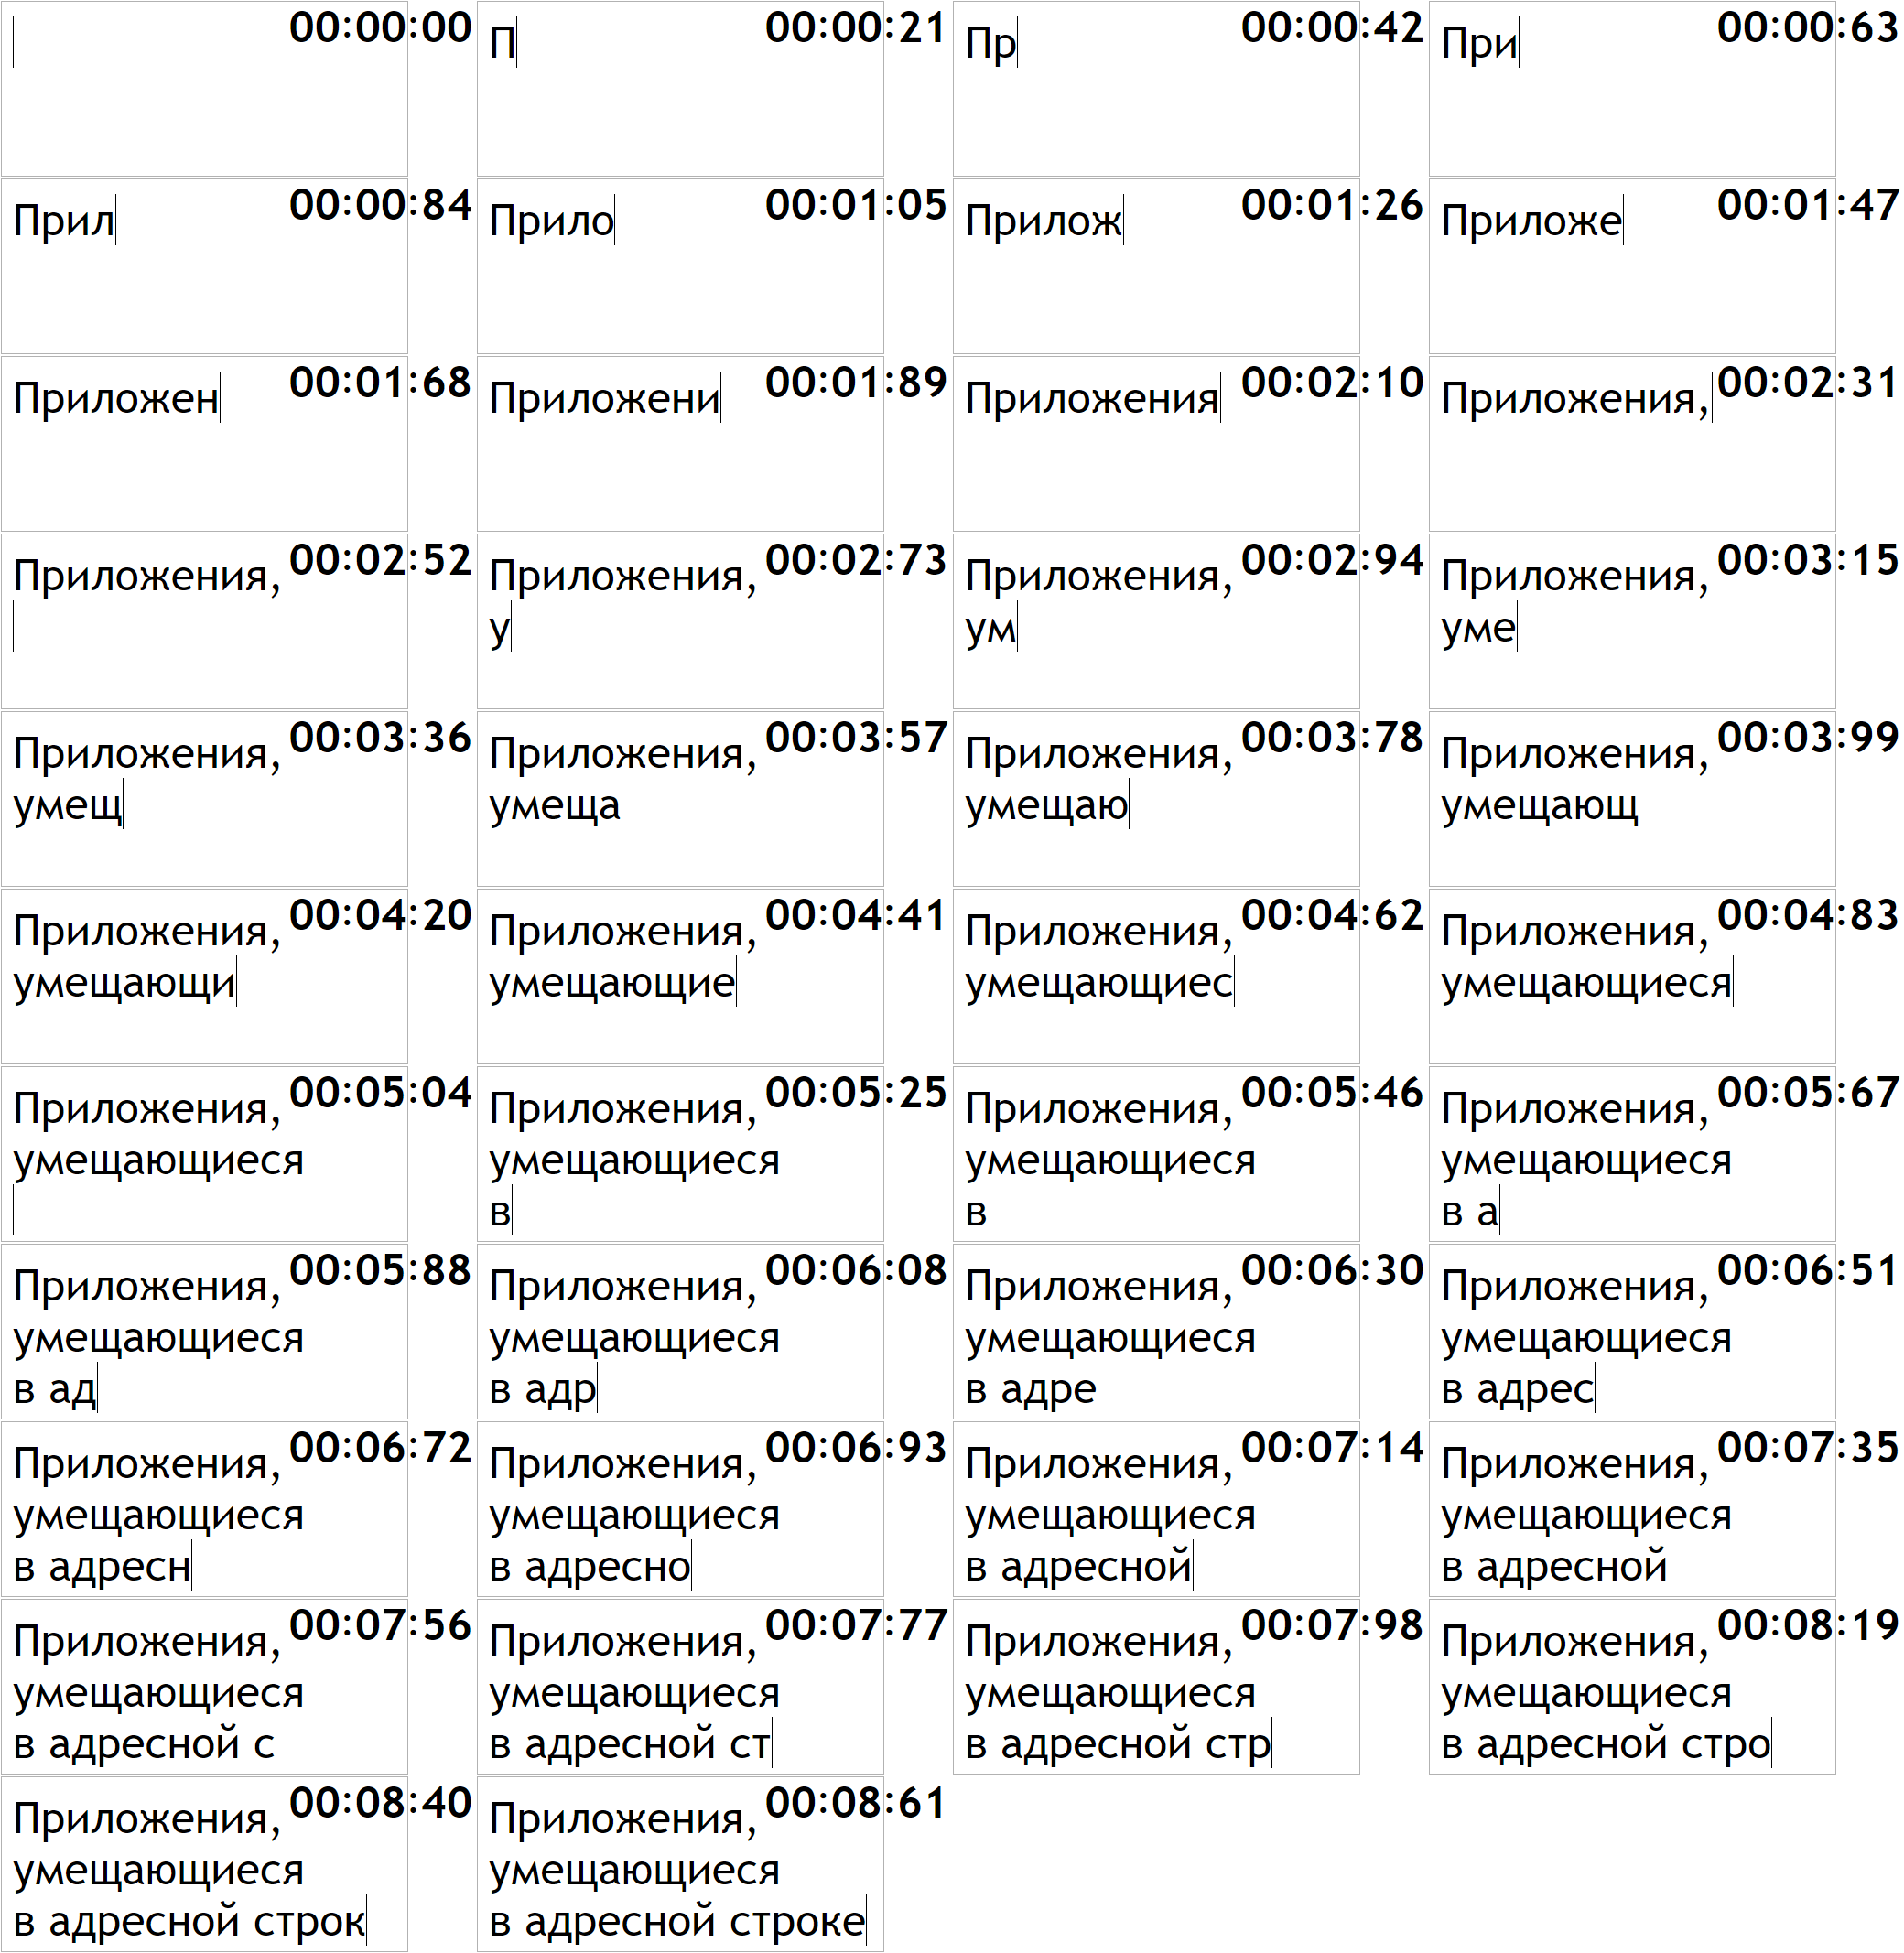 00:00:00
П 00:00:21
Пр 00:00:42
При 00:00:63
Прил 00:00:84
Прило 00:01:05
Прилож 00:01:26
Приложе 00:01:47
Приложен 00:01:68
Приложени 00:01:89
Приложения 00:02:10
Приложения, 00:02:31
Приложения, 00:02:52
Приложения, 00:02:73
у
Приложения, 00:02:94
ум
Приложения, 00:03:15
уме
Приложения, 00:03:36
умещ
Приложения, 00:03:57
умеща
Приложения, 00:03:78
умещаю
Приложения, 00:03:99
умещающ
Приложения, 00:04:20
умещающи
Приложения, 00:04:41
умещающие
Приложения, 00:04:62
умещающиес
Приложения, 00:04:83
умещающиеся
Приложения, 00:05:04
умещающиеся
Приложения, 00:05:25
умещающиеся
в
Приложения, 00:05:46
умещающиеся
в
Приложения, 00:05:67
умещающиеся
в а
Приложения, 00:05:88
умещающиеся
в ад
Приложения, 00:06:08
умещающиеся
в адр
Приложения, 00:06:30
умещающиеся
в адре
Приложения, 00:06:51
умещающиеся
в адрес
Приложения, 00:06:72
умещающиеся
в адресн
Приложения, 00:06:93
умещающиеся
в адресно
Приложения, 00:07:14
умещающиеся
в адресной
Приложения, 00:07:35
умещающиеся
в адресной
Приложения, 00:07:56
умещающиеся
в адресной с
Приложения, 00:07:77
умещающиеся
в адресной ст
Приложения, 00:07:98
умещающиеся
в адресной стр
Приложения, 00:08:19
умещающиеся
в адресной стро
Приложения, 00:08:40
умещающиеся
в адресной строк
Приложения, 00:08:61
умещающиеся
в адресной строке